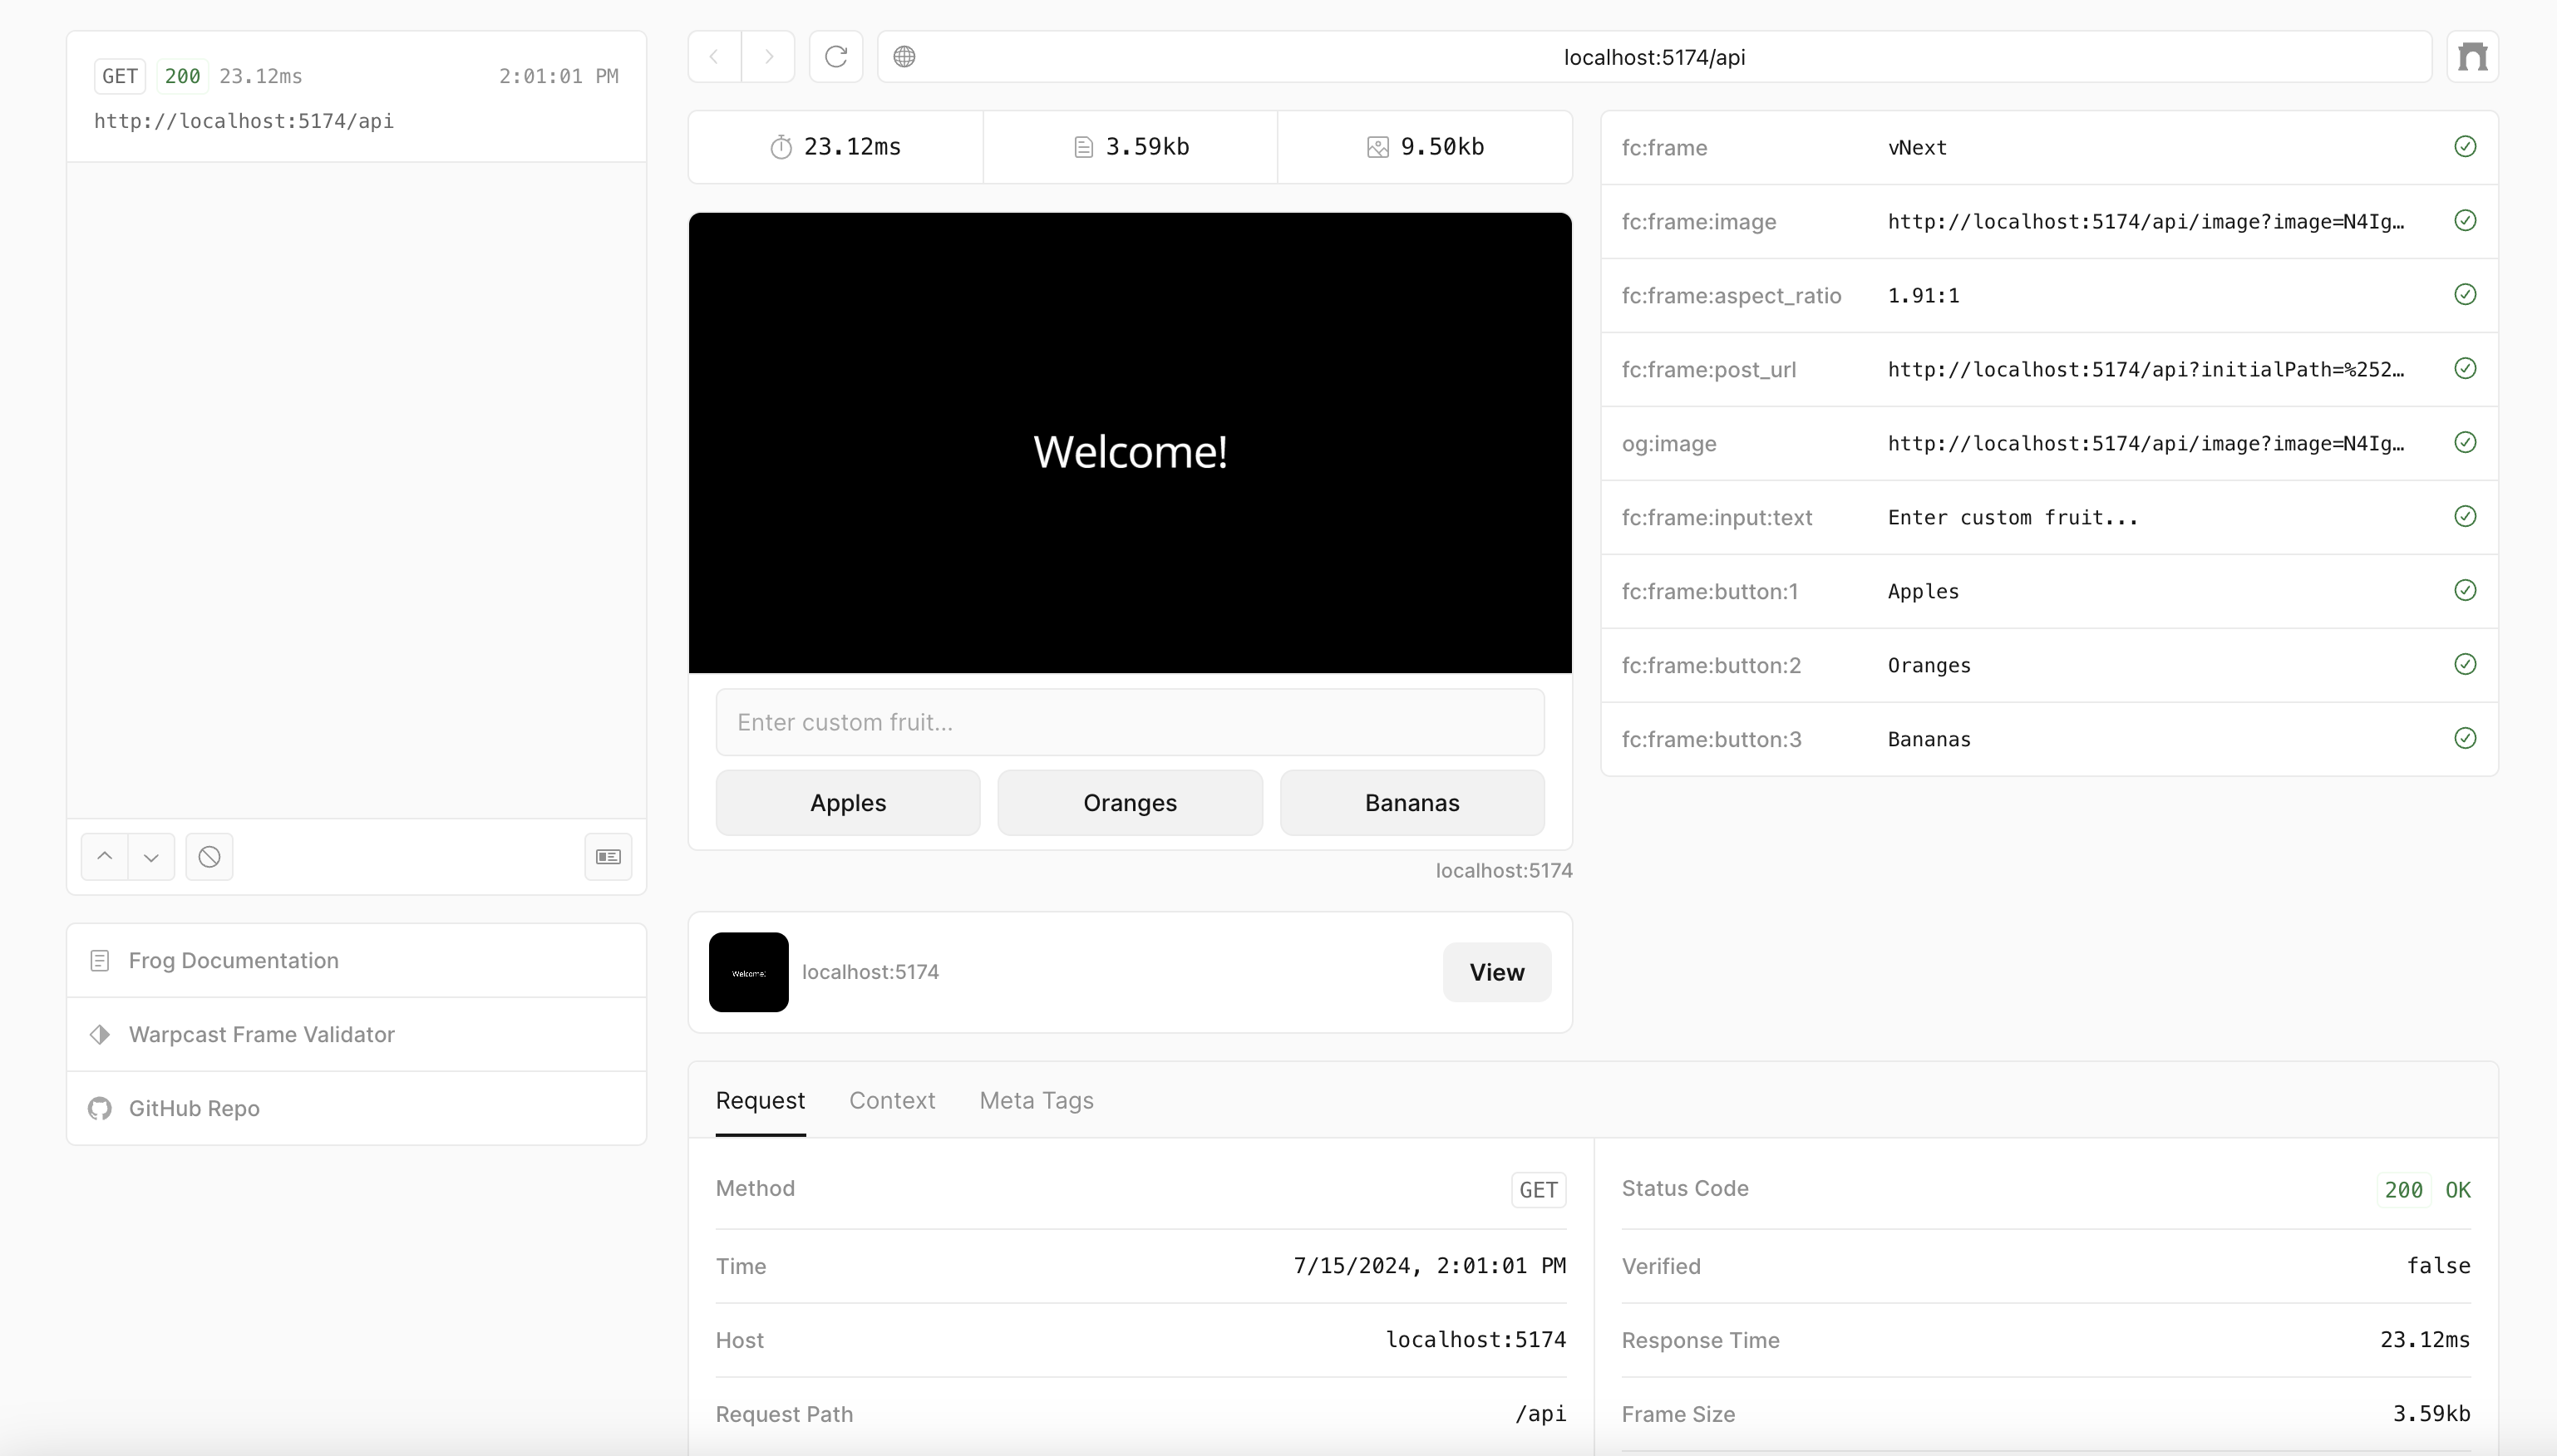 GET 200 23.12ms 2:01:01 PM
http://localhost:5174/api
Frog Documentation
Warpcast Frame Validator
GitHub Repo
localhost:5174/api
23.12ms 3.59kb 9.50kb
Welcome!
Enter custom fruit...
Apples Oranges Bananas
localhost:5174
Welcome!
localhost:5174
View
fc:frame vNext
fc:frame:image http://localhost:5174/api/image?image=N4Ig…
fc:frame:aspect_ratio 1.91:1
fc:frame:post_url http://localhost:5174/api?initialPath=%252…
og:image http://localhost:5174/api/image?image=N4Ig…
fc:frame:input:text Enter custom fruit...
fc:frame:button:1 Apples
fc:frame:button:2 Oranges
fc:frame:button:3 Bananas
Request Context Meta Tags
Method GET
Time 7/15/2024, 2:01:01 PM
Host localhost:5174
Request Path /api
Status Code 200 OK
Verified false
Response Time 23.12ms
Frame Size 3.59kb